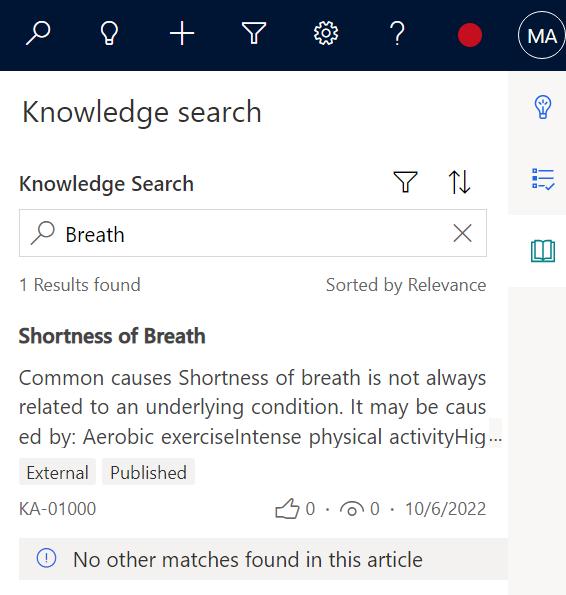 MA
Knowledge search
Knowledge Search
Breath
1 Results found Sorted by Relevance
Shortness of Breath
Common causes Shortness of breath is not always
related to an underlying condition. It may be caus
ed by: Aerobic exerciseIntense physical activityHig...
External Published
KA-01000 0 · 0 · 10/6/2022
No other matches found in this article